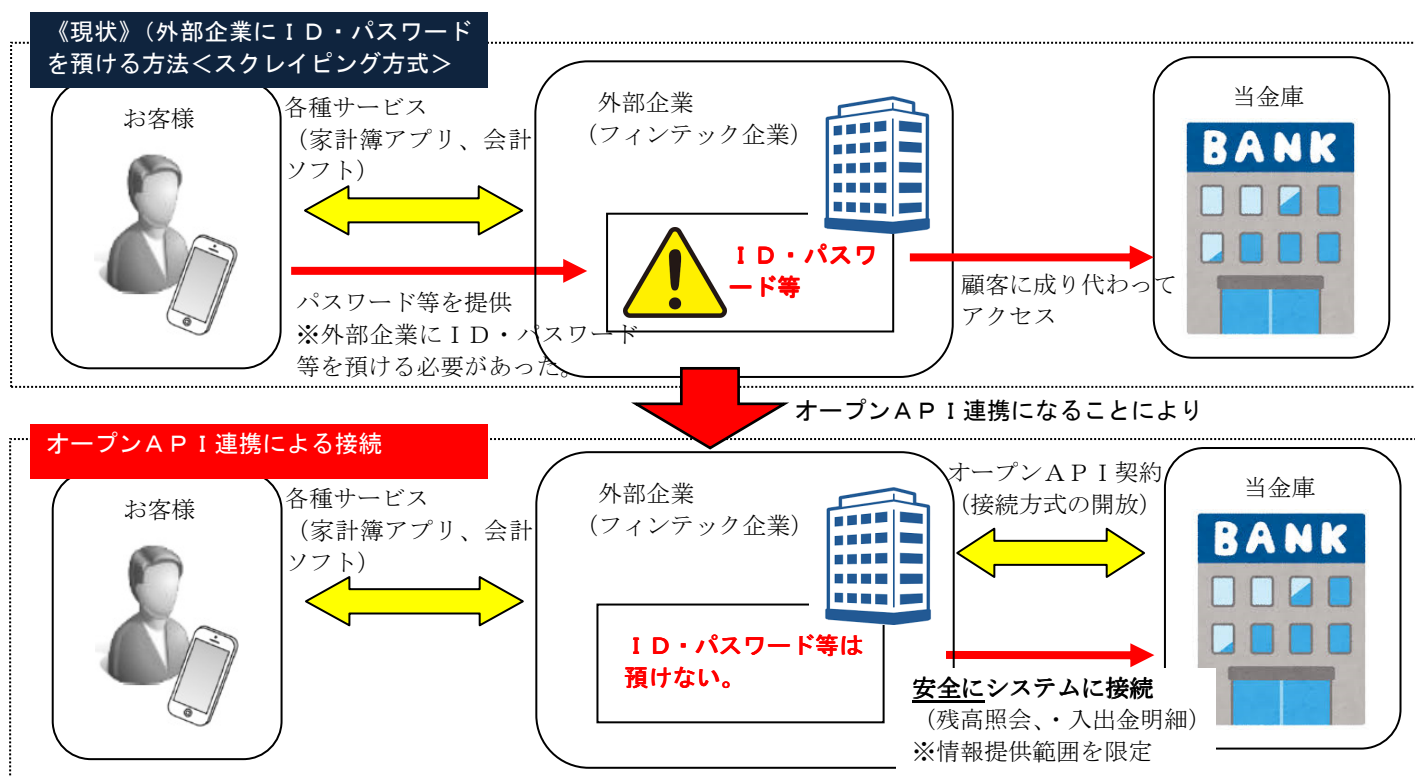 《現状》(外部企業にＩＤ・パスワード
を預ける方法＜スクレイピング方式＞
お客様
各種サービス
（家計簿アプリ、会計
ソフト）
外部企業
（フィンテック企業）
当金庫
BANK
ＩＤ・パスワ
ード等
パスワード等を提供
※外部企業にＩＤ・パスワード
等を預ける必要があった。
顧客に成り代わって
アクセス
オープンＡＰＩ連携になることにより
オープンＡＰＩ連携による接続
お客様
各種サービス
（家計簿アプリ、会計
ソフト）
外部企業
（フィンテック企業）
オープンＡＰＩ契約
（接続方式の開放）
当金庫
BANK
ＩＤ・パスワード等は
預けない。
安全にシステムに接続
（残高照会、・入出金明細）
※情報提供範囲を限定